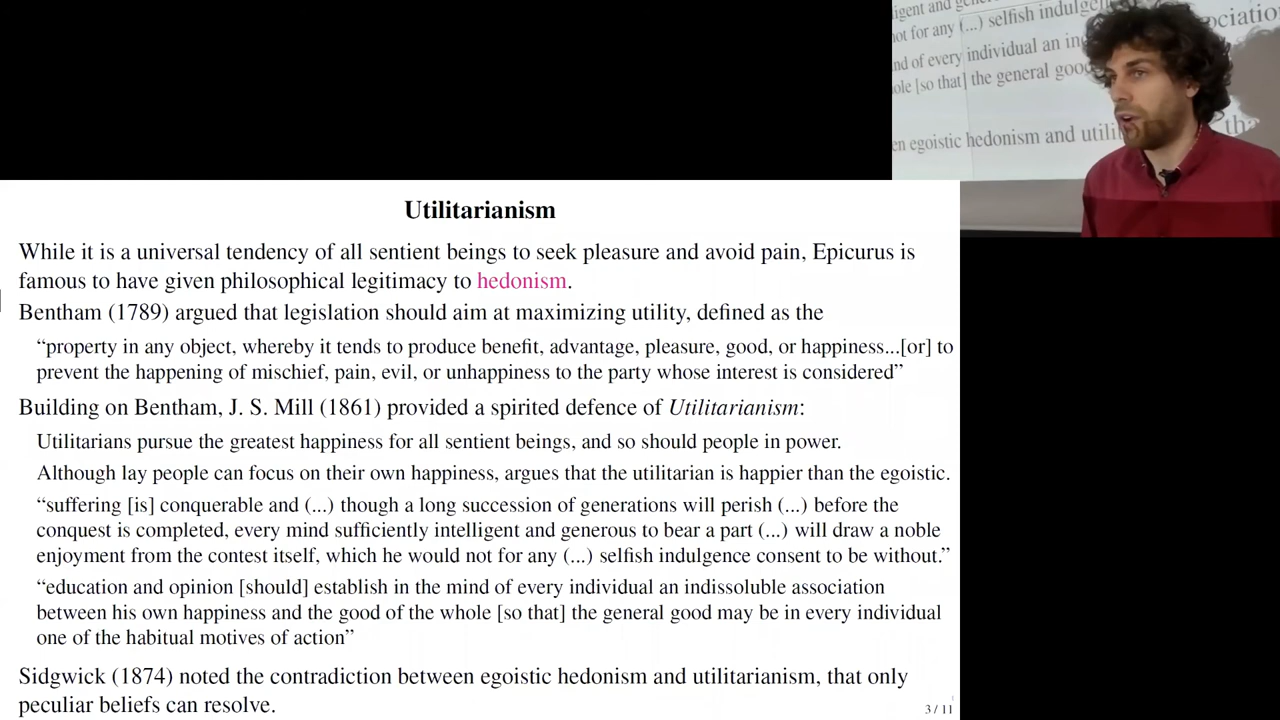 igent and gene
not for any (...) selfish indulge
ociatio
nd of every individual an in
ole [so that] the general good
en egoistic hedonism and utili
tha
Utilitarianism
While it is a universal tendency of all sentient beings to seek pleasure and avoid pain, Epicurus is
famous to have given philosophical legitimacy to hedonism.
Bentham (1789) argued that legislation should aim at maximizing utility, defined as the
“property in any object, whereby it tends to produce benefit, advantage, pleasure, good, or happiness...[or] to
prevent the happening of mischief, pain, evil, or unhappiness to the party whose interest is considered”
Building on Bentham, J. S. Mill (1861) provided a spirited defence of Utilitarianism:
Utilitarians pursue the greatest happiness for all sentient beings, and so should people in power.
Although lay people can focus on their own happiness, argues that the utilitarian is happier than the egoistic.
“suffering [is] conquerable and (...) though a long succession of generations will perish (...) before the
conquest is completed, every mind sufficiently intelligent and generous to bear a part (...) will draw a noble
enjoyment from the contest itself, which he would not for any (...) selfish indulgence consent to be without.”
“education and opinion [should] establish in the mind of every individual an indissoluble association
between his own happiness and the good of the whole [so that] the general good may be in every individual
one of the habitual motives of action”
Sidgwick (1874) noted the contradiction between egoistic hedonism and utilitarianism, that only
peculiar beliefs can resolve.
3 / 11